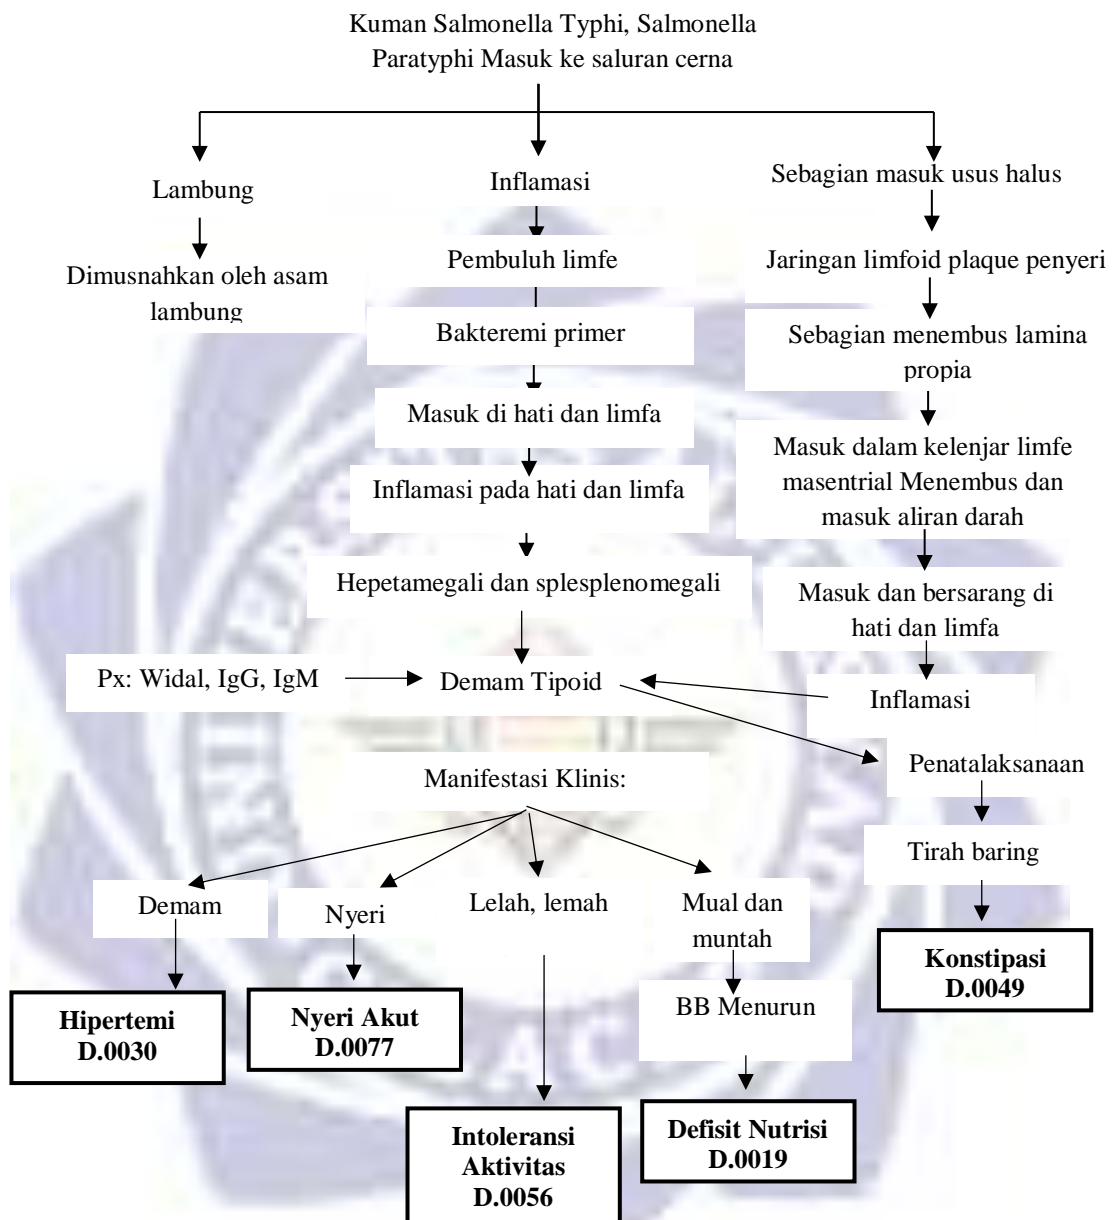 Kuman Salmonella Typhi, Salmonella
Paratyphi Masuk ke saluran cerna
Lambung
Dimusnahkan oleh asam
lambung
Inflamasi
Pembuluh limfe
Bakteremi primer
Masuk di hati dan limfa
Inflamasi pada hati dan limfa
Hepetamegali dan splesplenomegali
Sebagian masuk usus halus
Jaringan limfoid plaque penyeri
Sebagian menembus lamina
propia
Masuk dalam kelenjar limfe
masentrial Menembus dan
masuk aliran darah
Masuk dan bersarang di
hati dan limfa
Inflamasi
Px: Widal, IgG, IgM
Demam Tipoid
Penatalaksanaan
Tirah baring
Konstipasi
D.0049
Manifestasi Klinis:
Demam
Hipertemi
D.0030
Nyeri
Nyeri Akut
D.0077
Lelah, lemah
Intoleransi
Aktivitas
D.0056
Mual dan
muntah
BB Menurun
Defisit Nutrisi
D.0019